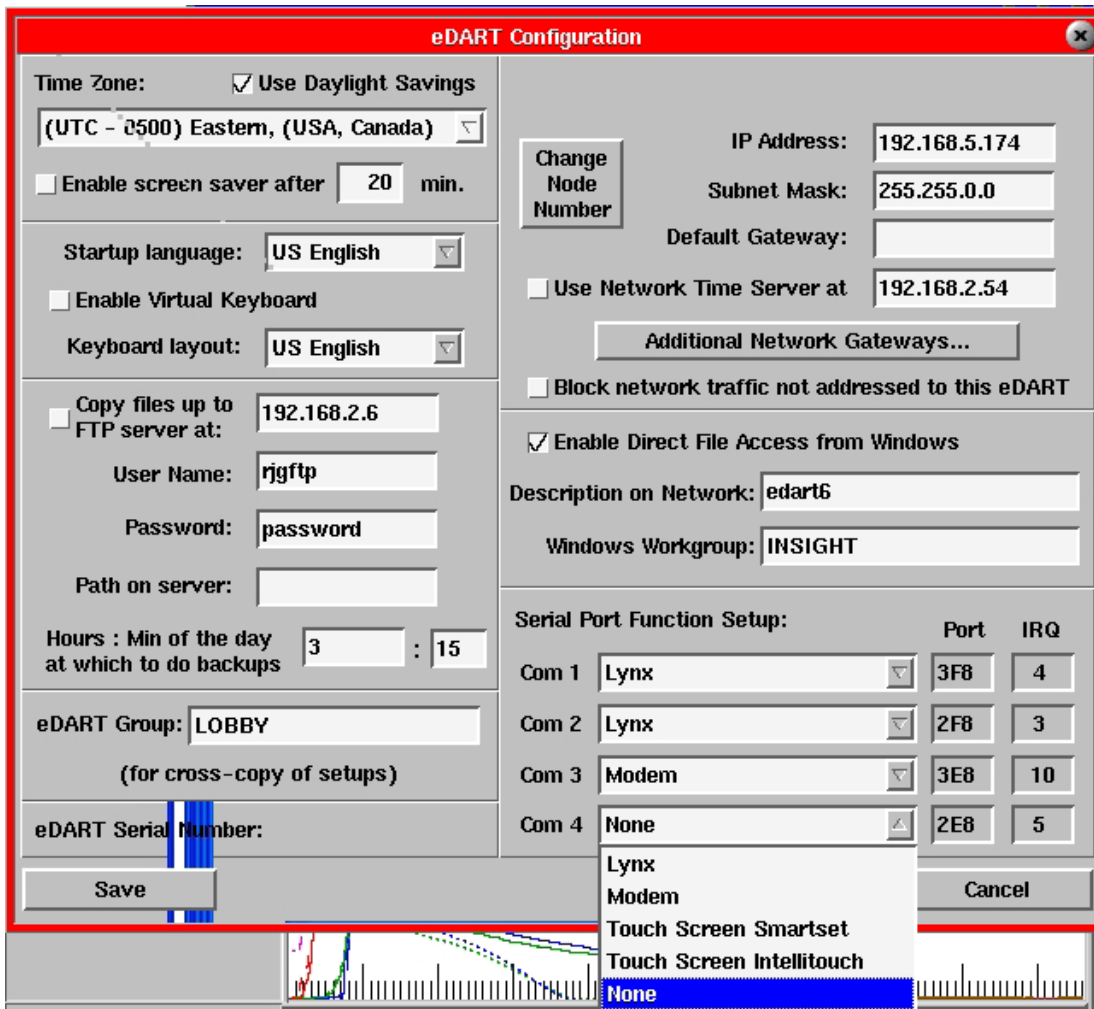 eDART Configuration
Time Zone:
Use Daylight Savings
(UTC - 0500) Eastern, (USA, Canada)
Enable screen saver after 20 min.
Startup language: US English
Enable Virtual Keyboard
Keyboard layout: US English
Copy files up to
FTP server at:
192.168.2.6
User Name: rjgftp
Password: password
Path on server:
Hours : Min of the day
at which to do backups
3 : 15
eDART Group: LOBBY
(for cross-copy of setups)
eDART Serial Number:
Save
Change
Node
Number
IP Address: 192.168.5.174
Subnet Mask: 255.255.0.0
Default Gateway:
Use Network Time Server at 192.168.2.54
Additional Network Gateways...
Block network traffic not addressed to this eDART
Enable Direct File Access from Windows
Description on Network: edart6
Windows Workgroup: INSIGHT
Serial Port Function Setup:
Port IRQ
Com 1 Lynx 3F8 4
Com 2 Lynx 2F8 3
Com 3 Modem 3E8 10
Com 4 None 2E8 5
Lynx
Modem
Touch Screen Smartset
Touch Screen Intellitouch
None
Cancel